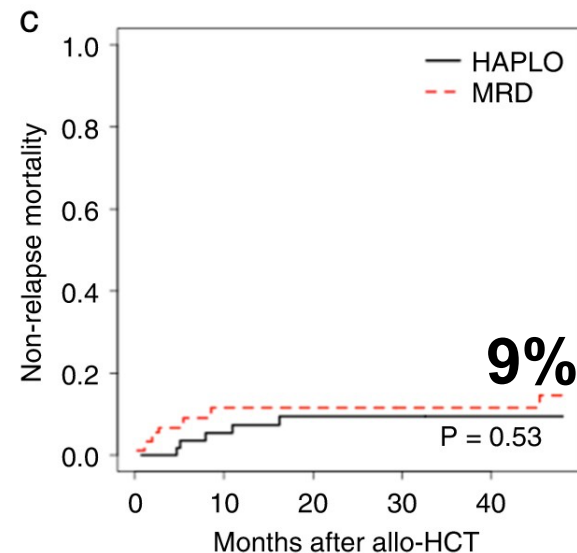 C
1.0
HAPLO
MRD
0.8
0.6
0.4
9%
0.2
P = 0.53
0.0
0 10 20 30 40
Months after allo-HCT
Non-relapse mortality